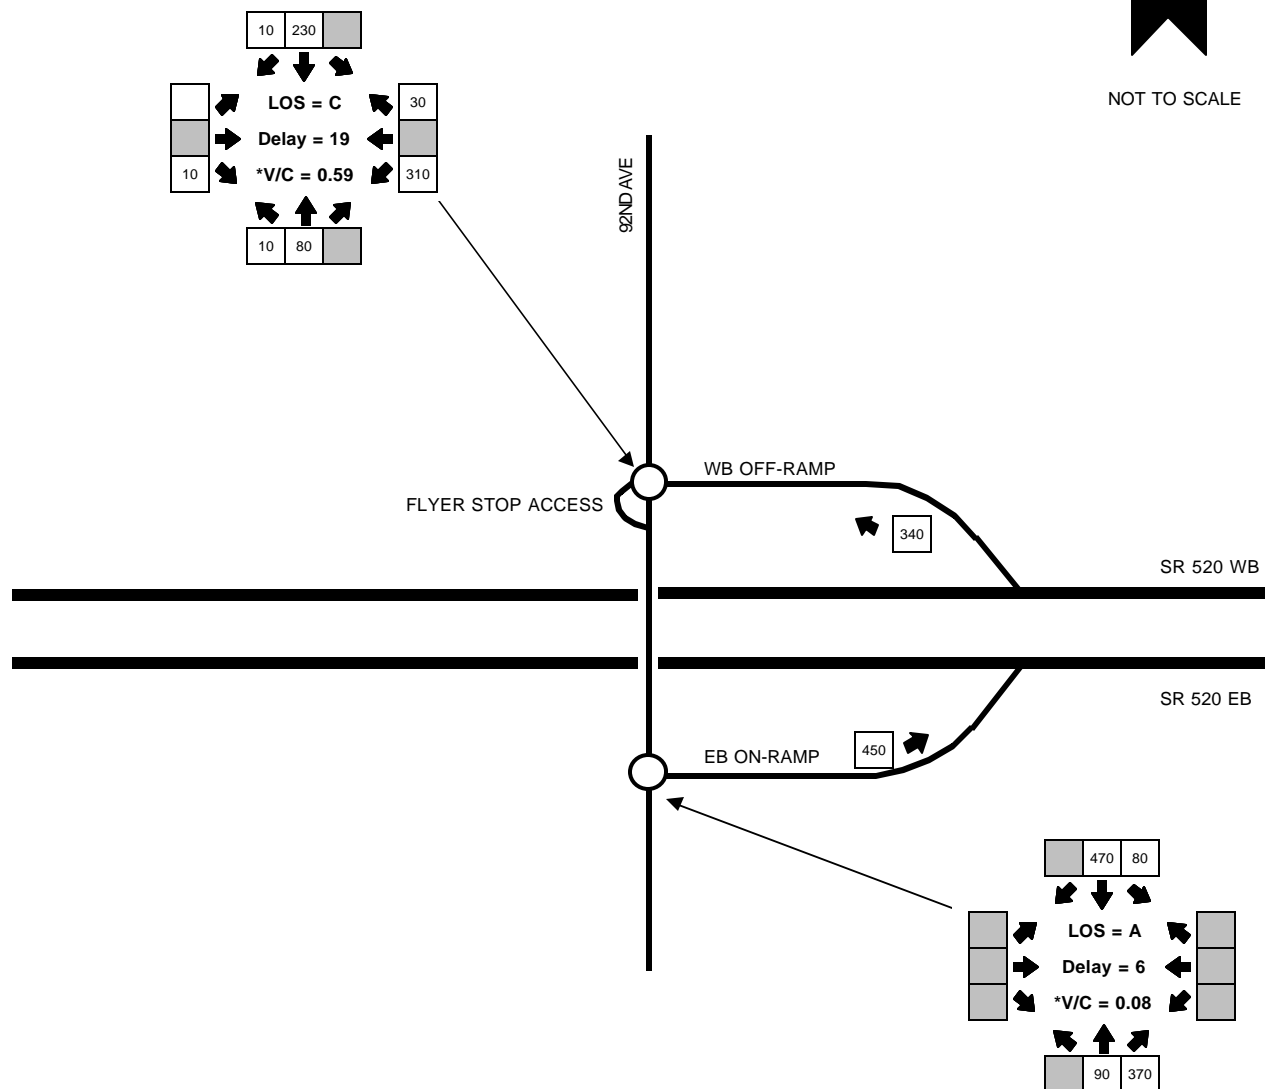 10 230
LOS = C
30
Delay = 19
10
*V/C = 0.59
310
10 80
NOT TO SCALE
92ND AVE
WB OFF-RAMP
FLYER STOP ACCESS
340
SR 520 WB
SR 520 EB
EB ON-RAMP
450
470 80
LOS = A
Delay = 6
*V/C = 0.08
90 370